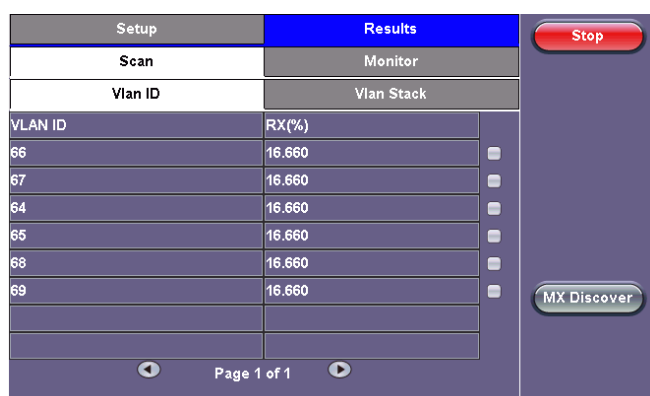 Setup Results Stop
Scan Monitor
Vlan ID Vlan Stack
VLAN ID RX(%)
66 16.660
67 16.660
64 16.660
65 16.660
68 16.660
69 16.660
MX Discover
Page 1 of 1